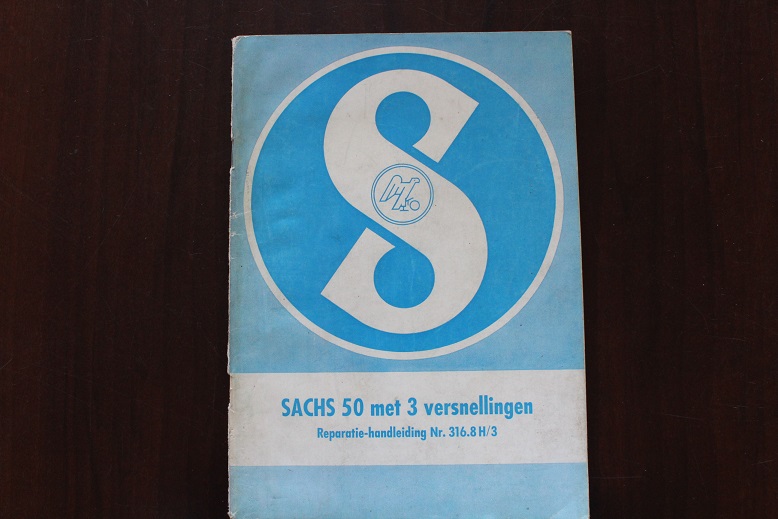 S
SACHS 50 met 3 versnellingen
Reparatie-handleiding Nr. 316.8 H/3